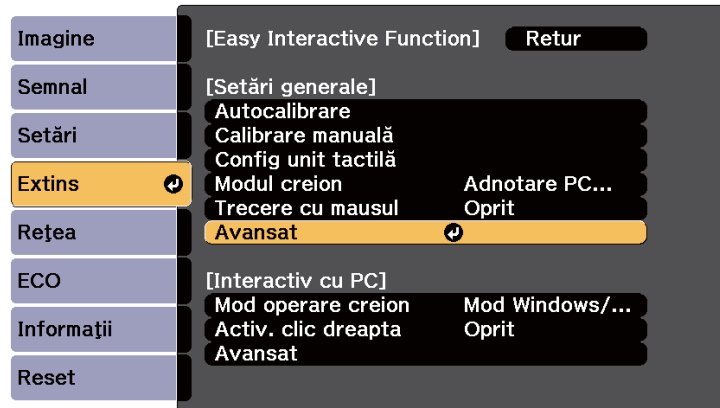 Imagine
Semnal
Setări
Extins
Reţea
ECO
Informaţii
Reset
[Easy Interactive Function] Retur
[Setări generale]
Autocalibrare
Calibrare manuală
Config unit tactilă
Modul creion Adnotare PC...
Trecere cu mausul Oprit
Avansat
[Interactiv cu PC]
Mod operare creion Mod Windows/...
Activ. clic dreapta Oprit
Avansat